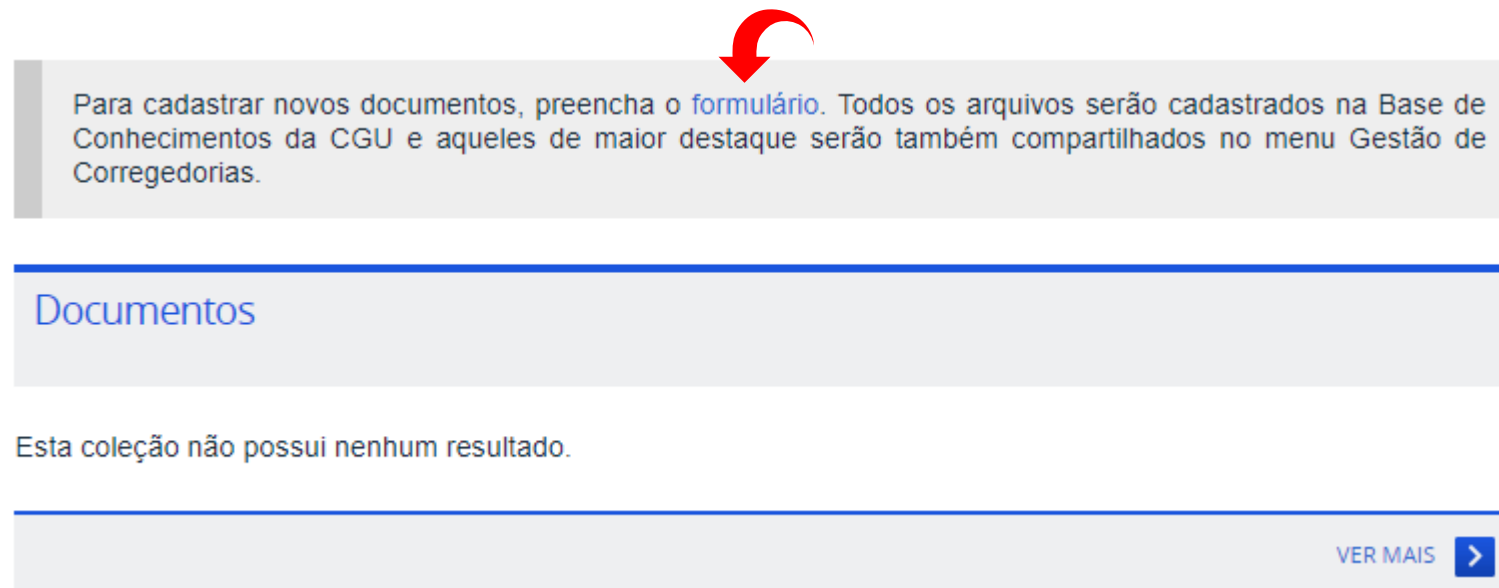 Para cadastrar novos documentos, preencha o formulário. Todos os arquivos serão cadastrados na Base de
Conhecimentos da CGU e aqueles de maior destaque serão também compartilhados no menu Gestão de
Corregedorias.
Documentos
Esta coleção não possui nenhum resultado.
VER MAIS